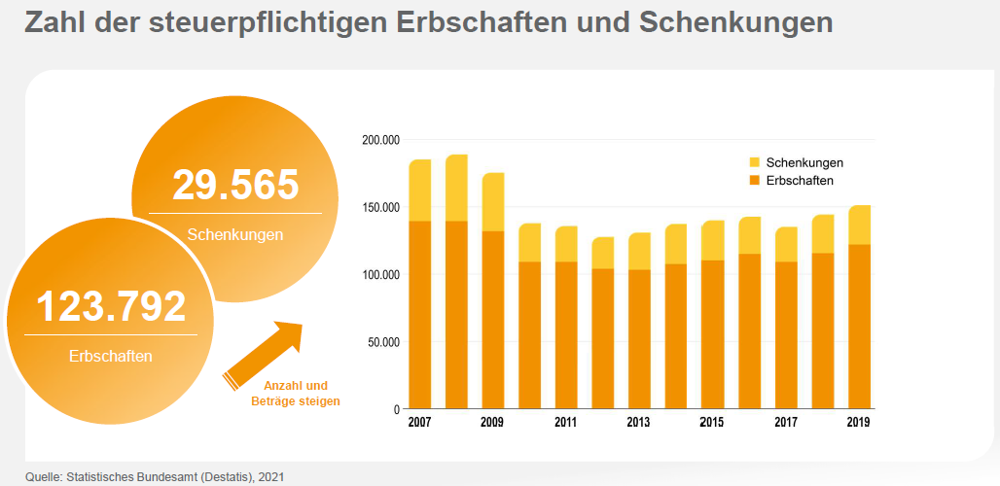 Zahl der steuerpflichtigen Erbschaften und Schenkungen
29.565
Schenkungen
123.792
Erbschaften
Anzahl und
Beträge steigen
200.000
150.000
100.000
50.000
0
Schenkungen
Erbschaften
2007 2009 2011 2013 2015 2017 2019
Quelle: Statistisches Bundesamt (Destatis), 2021